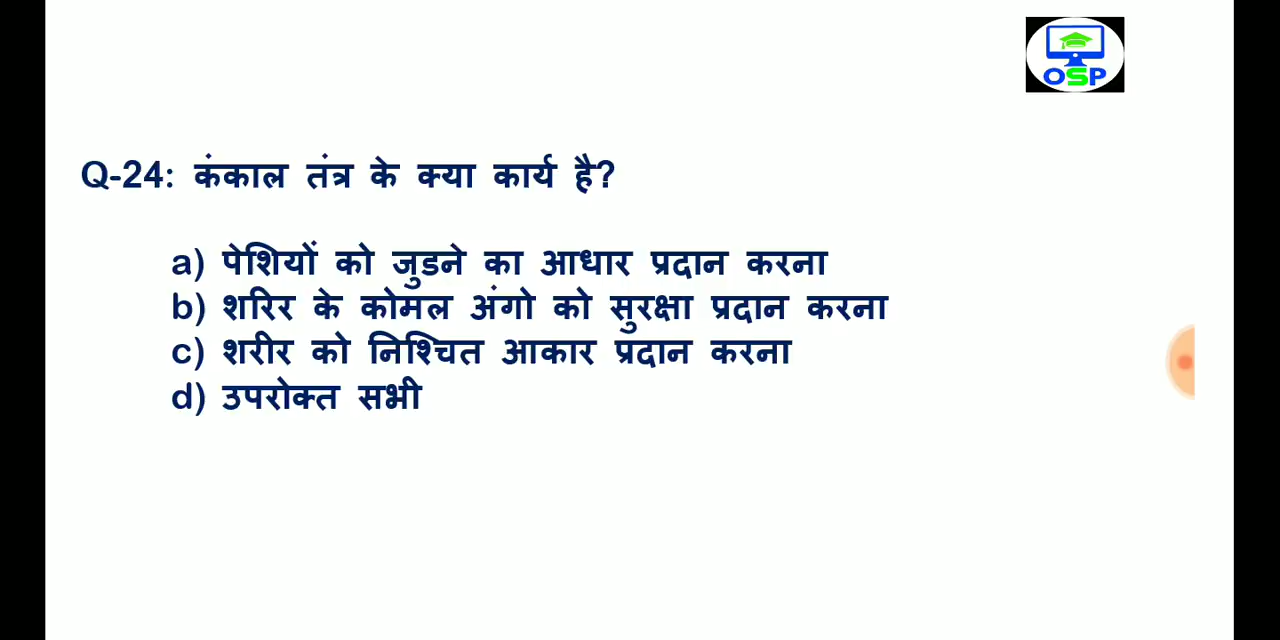 OSP
Q-24: कंकाल तंत्र के क्या कार्य है?
a) पेशियों को जुडने का आधार प्रदान करना
b) शरिर के कोमल अंगो को सुरक्षा प्रदान करना
c) शरीर को निश्चित आकार प्रदान करना
d) उपरोक्त सभी